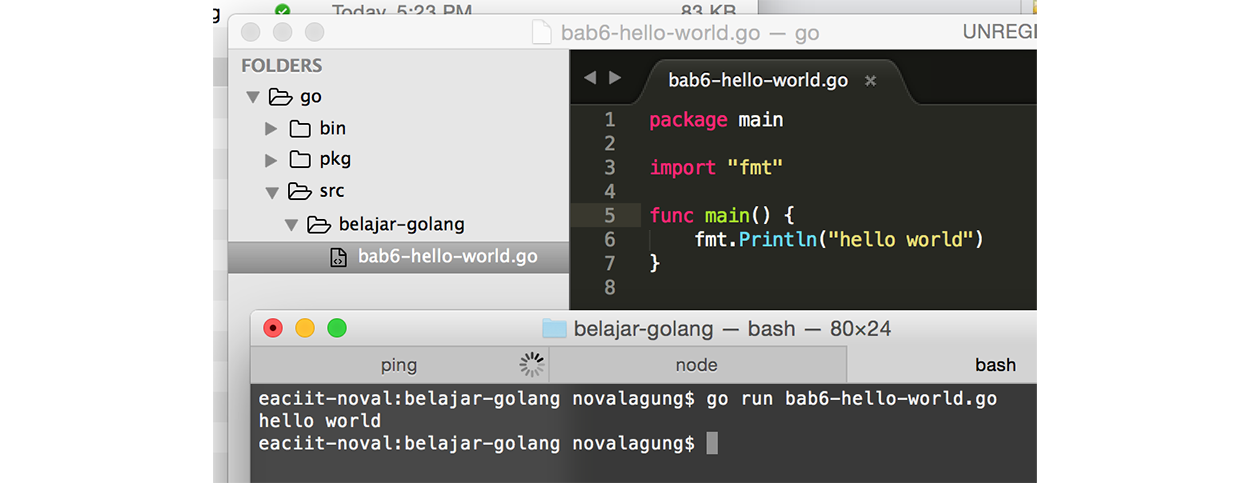 g Today, 5:23 PM 83 KB
bab6-hello-world.go — go UNREGI
FOLDERS
go
bin
pkg
src
belajar-golang
bab6-hello-world.go
bab6-hello-world.go ×
1 package main
2
3 import "fmt"
4
5 func main() {
6 fmt.Println("hello world")
7 }
8
belajar-golang — bash — 80×24
ping node bash
eaciit-noval:belajar-golang novalagung$ go run bab6-hello-world.go
hello world
eaciit-noval:belajar-golang novalagung$